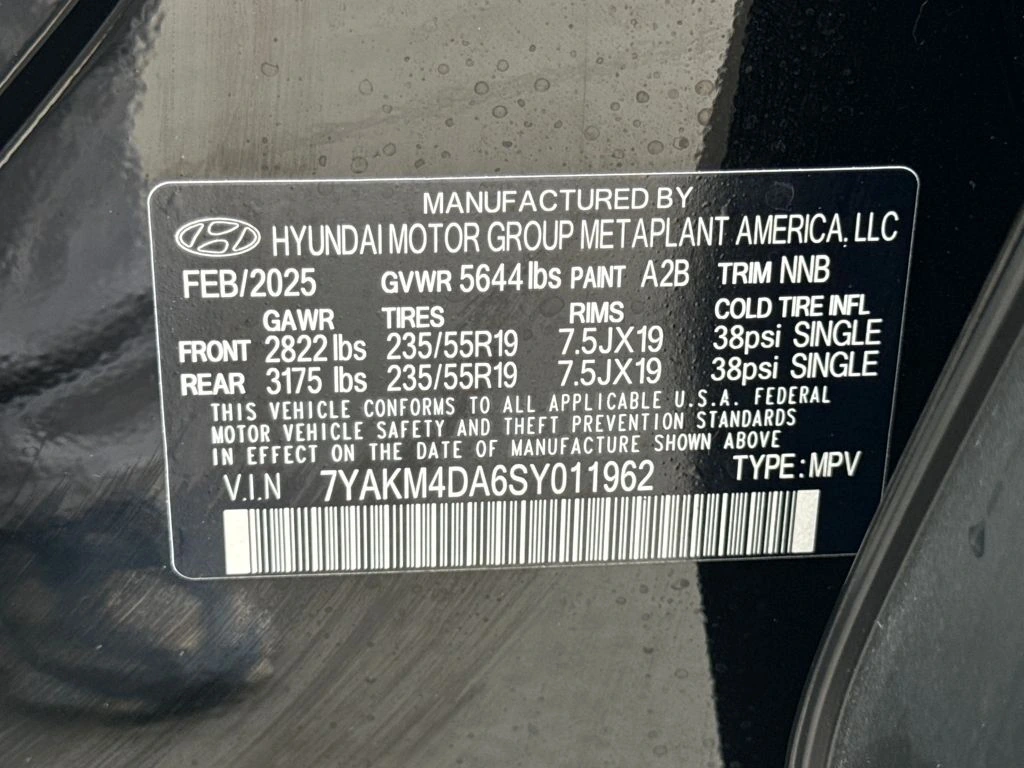 MANUFACTURED BY
HYUNDAI MOTOR GROUP METAPLANT AMERICA, LLC
FEB/2025 GVWR 5644 lbs PAINT A2B TRIM NNB
GAWR TIRES RIMS COLD TIRE INFL
FRONT 2822 lbs 235/55R19 7.5JX19 38psi SINGLE
REAR 3175 lbs 235/55R19 7.5JX19 38psi SINGLE
THIS VEHICLE CONFORMS TO ALL APPLICABLE U.S.A. FEDERAL
MOTOR VEHICLE SAFETY AND THEFT PREVENTION STANDARDS
IN EFFECT ON THE DATE OF MANUFACTURE SHOWN ABOVE
V.I.N 7YAKM4DA6SY011962 TYPE:MPV